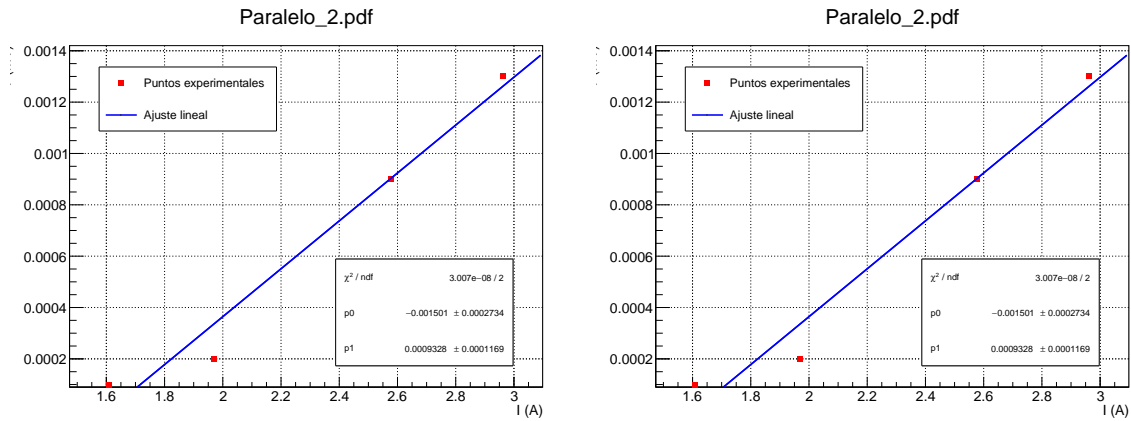 Paralelo_2.pdf
0.0014
0.0012
0.001
0.0008
0.0006
0.0004
0.0002
Puntos experimentales
Ajuste lineal
χ² / ndf 3.007e−08 / 2
p0 −0.001501 ± 0.0002734
p1 0.0009328 ± 0.0001169
1.6 1.8 2 2.2 2.4 2.6 2.8 3
I (A)
Paralelo_2.pdf
0.0014
0.0012
0.001
0.0008
0.0006
0.0004
0.0002
Puntos experimentales
Ajuste lineal
χ² / ndf 3.007e−08 / 2
p0 −0.001501 ± 0.0002734
p1 0.0009328 ± 0.0001169
1.6 1.8 2 2.2 2.4 2.6 2.8 3
I (A)